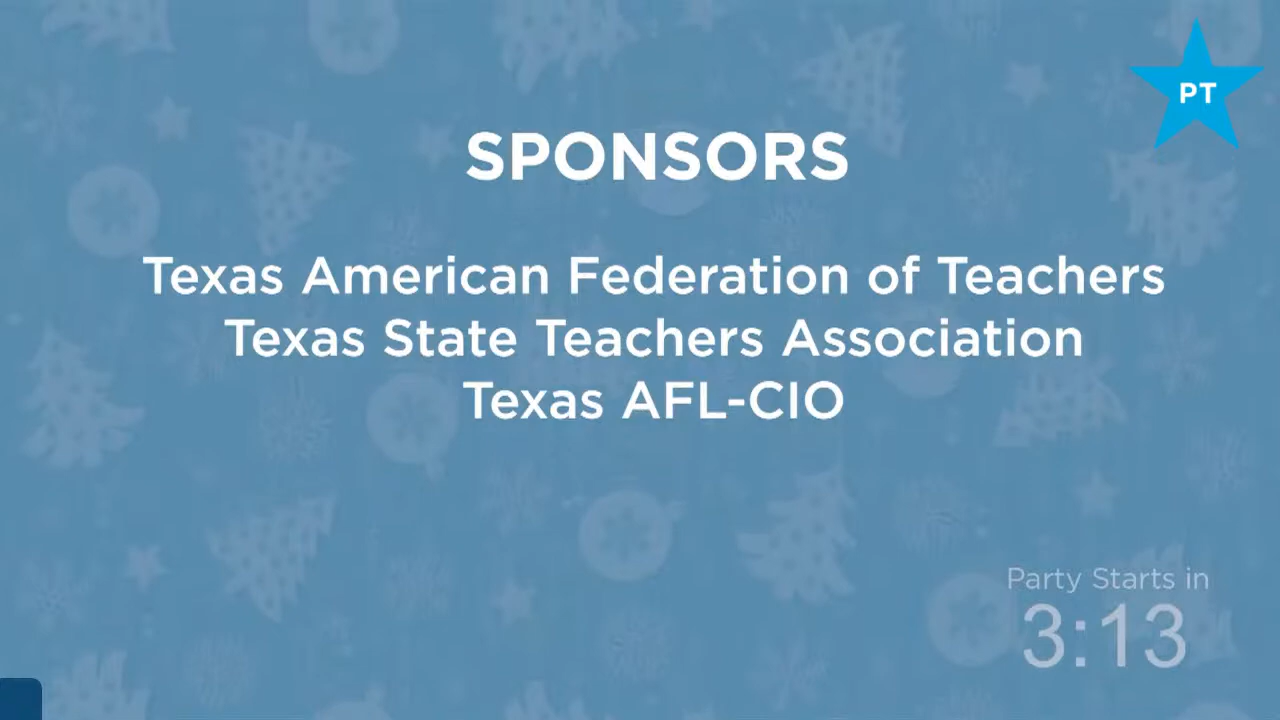 PT
SPONSORS
Texas American Federation of Teachers
Texas State Teachers Association
Texas AFL-CIO
Party Starts in
3:13